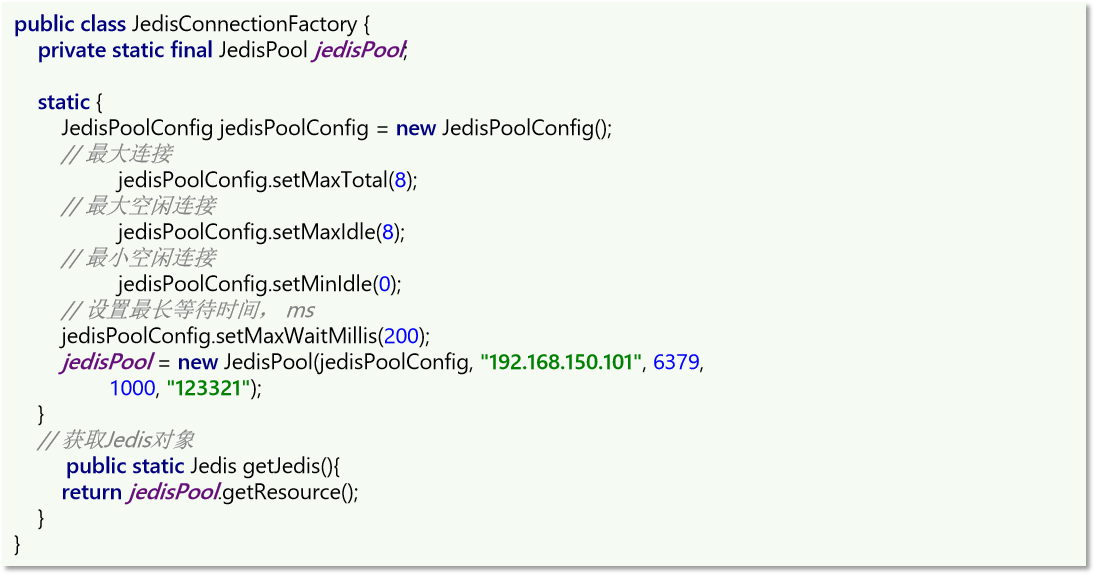 public class JedisConnectionFactory {
private static final JedisPool jedisPool;
static {
JedisPoolConfig jedisPoolConfig = new JedisPoolConfig();
// 最大连接
jedisPoolConfig.setMaxTotal(8);
// 最大空闲连接
jedisPoolConfig.setMaxIdle(8);
// 最小空闲连接
jedisPoolConfig.setMinIdle(0);
// 设置最长等待时间， ms
jedisPoolConfig.setMaxWaitMillis(200);
jedisPool = new JedisPool(jedisPoolConfig, "192.168.150.101", 6379,
1000, "123321");
}
// 获取Jedis对象
public static Jedis getJedis(){
return jedisPool.getResource();
}
}